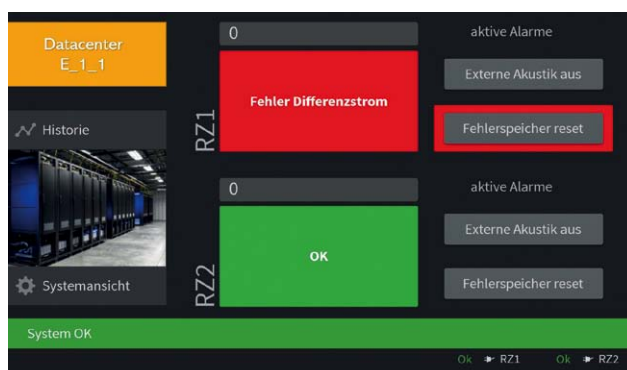 Datacenter
E_1_1
Historie
Systemansicht
RZ1
0
aktive Alarme
Fehler Differenzstrom
Externe Akustik aus
Fehlerspeicher reset
RZ2
0
aktive Alarme
OK
Externe Akustik aus
Fehlerspeicher reset
System OK
Ok RZ1 Ok RZ2